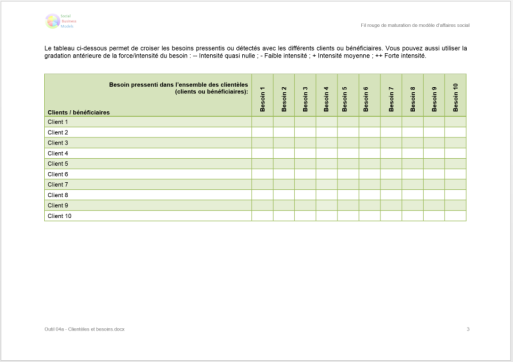 Social
Business
Models
Fil rouge de maturation de modèle d'affaires social
Le tableau ci-dessous permet de croiser les besoins pressentis ou détectés avec les différents clients ou bénéficiaires. Vous pouvez aussi utiliser la
gradation antérieure de la force/intensité du besoin : -- Intensité quasi nulle ; - Faible intensité ; + Intensité moyenne ; ++ Forte intensité.
Besoin pressenti dans l'ensemble des clientèles
(clients ou bénéficiaires):
Clients / bénéficiaires
Besoin 1
Besoin 2
Besoin 3
Besoin 4
Besoin 5
Besoin 6
Besoin 7
Besoin 8
Besoin 9
Besoin 10
Client 1
Client 2
Client 3
Client 4
Client 5
Client 6
Client 7
Client 8
Client 9
Client 10
Outil 04a - Clientèles et besoins.docx
3